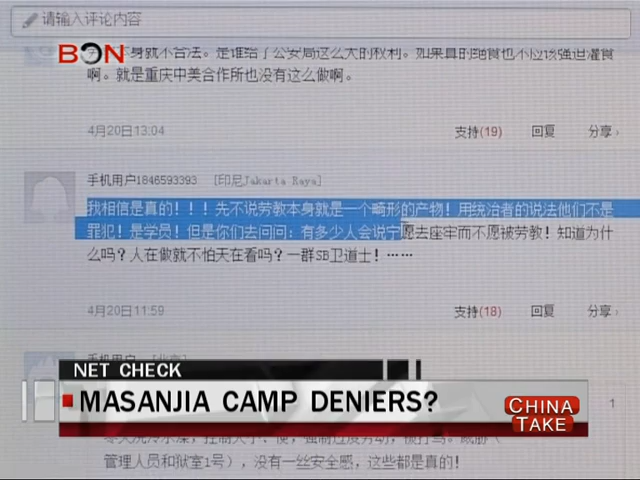 请输入评论内容
BON
本身就不合法。是谁给了公安局这么大的权利。如果真的绝食也不应该强迫灌食
啊。就是重庆中美合作所也没有这么做啊。
4月20日13:04 支持(19) 回复 分享
手机用户1846593393 [印尼Jakarta Raya]
我相信是真的！！！先不说劳教本身就是一个畸形的产物！用统治者的说法他们不是
罪犯！是学员！但是你们去问问：有多少人会说宁愿去座牢而不愿被劳教！知道为什
么吗？人在做就不怕天在看吗？一群SB卫道士！……
4月20日11:59 支持(18) 回复 分享
NET CHECK
MASANJIA CAMP DENIERS?
CHINA
TAKE
1
管理人员和狱室1号），没有一丝安全感，这些都是真的！